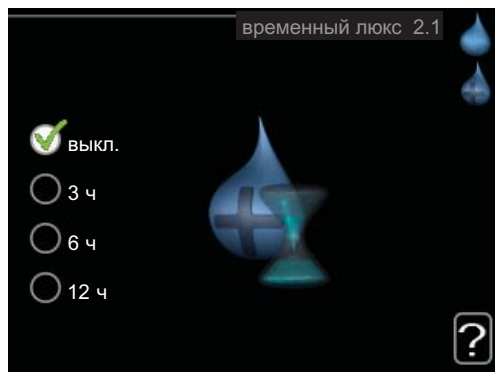 временный люкс 2.1
выкл.
3 ч
6 ч
12 ч
?